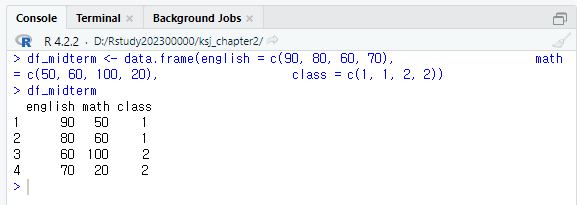 Console Terminal × Background Jobs ×
R 4.2.2 · D:/Rstudy202300000/ksj_chapter2/
> df_midterm <- data.frame(english = c(90, 80, 60, 70), math
= c(50, 60, 100, 20), class = c(1, 1, 2, 2))
> df_midterm
english math class
1 90 50 1
2 80 60 1
3 60 100 2
4 70 20 2
>